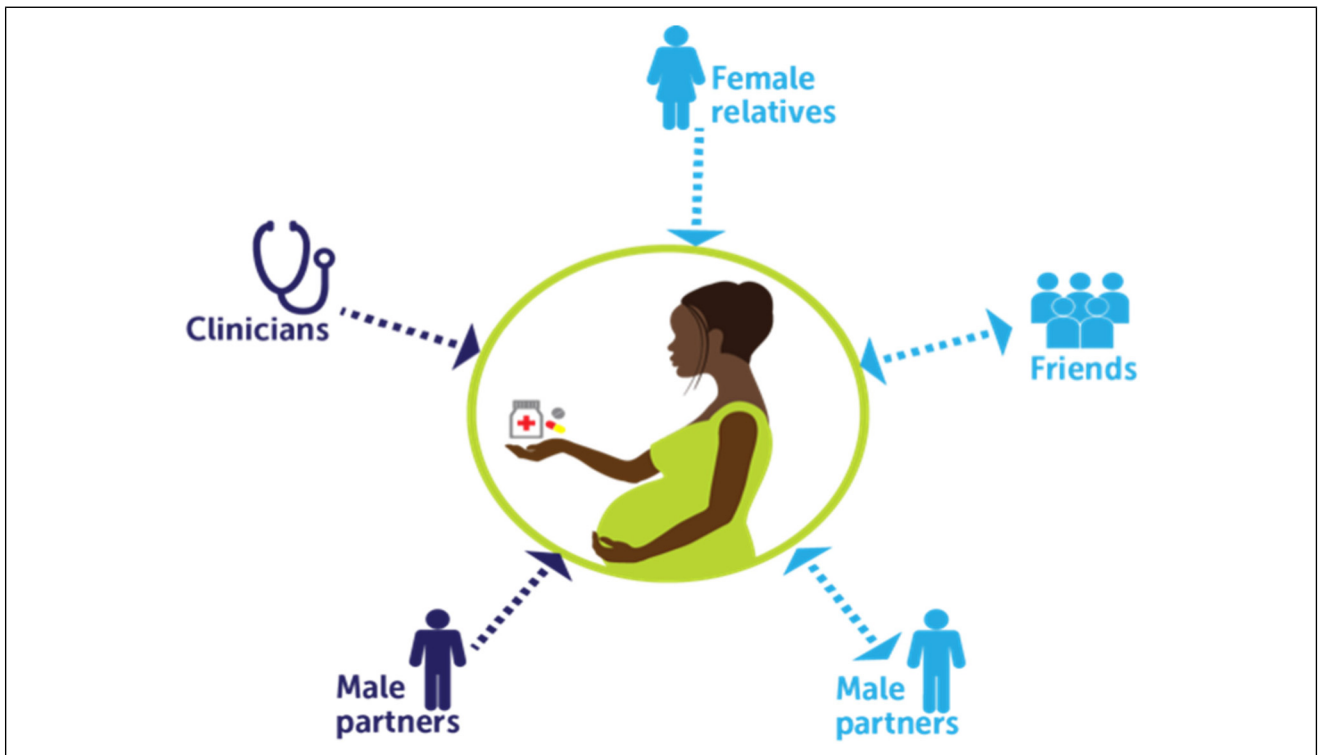 Female
relatives
Clinicians
Friends
Male
partners
Male
partners